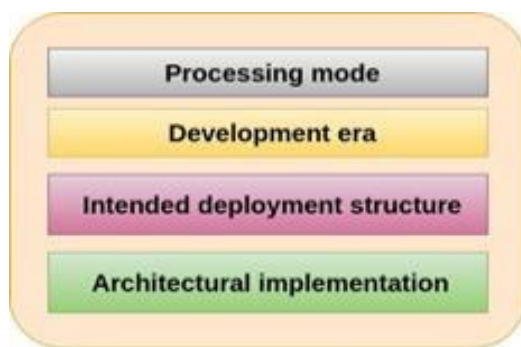 Processing mode
Development era
Intended deployment structure
Architectural implementation